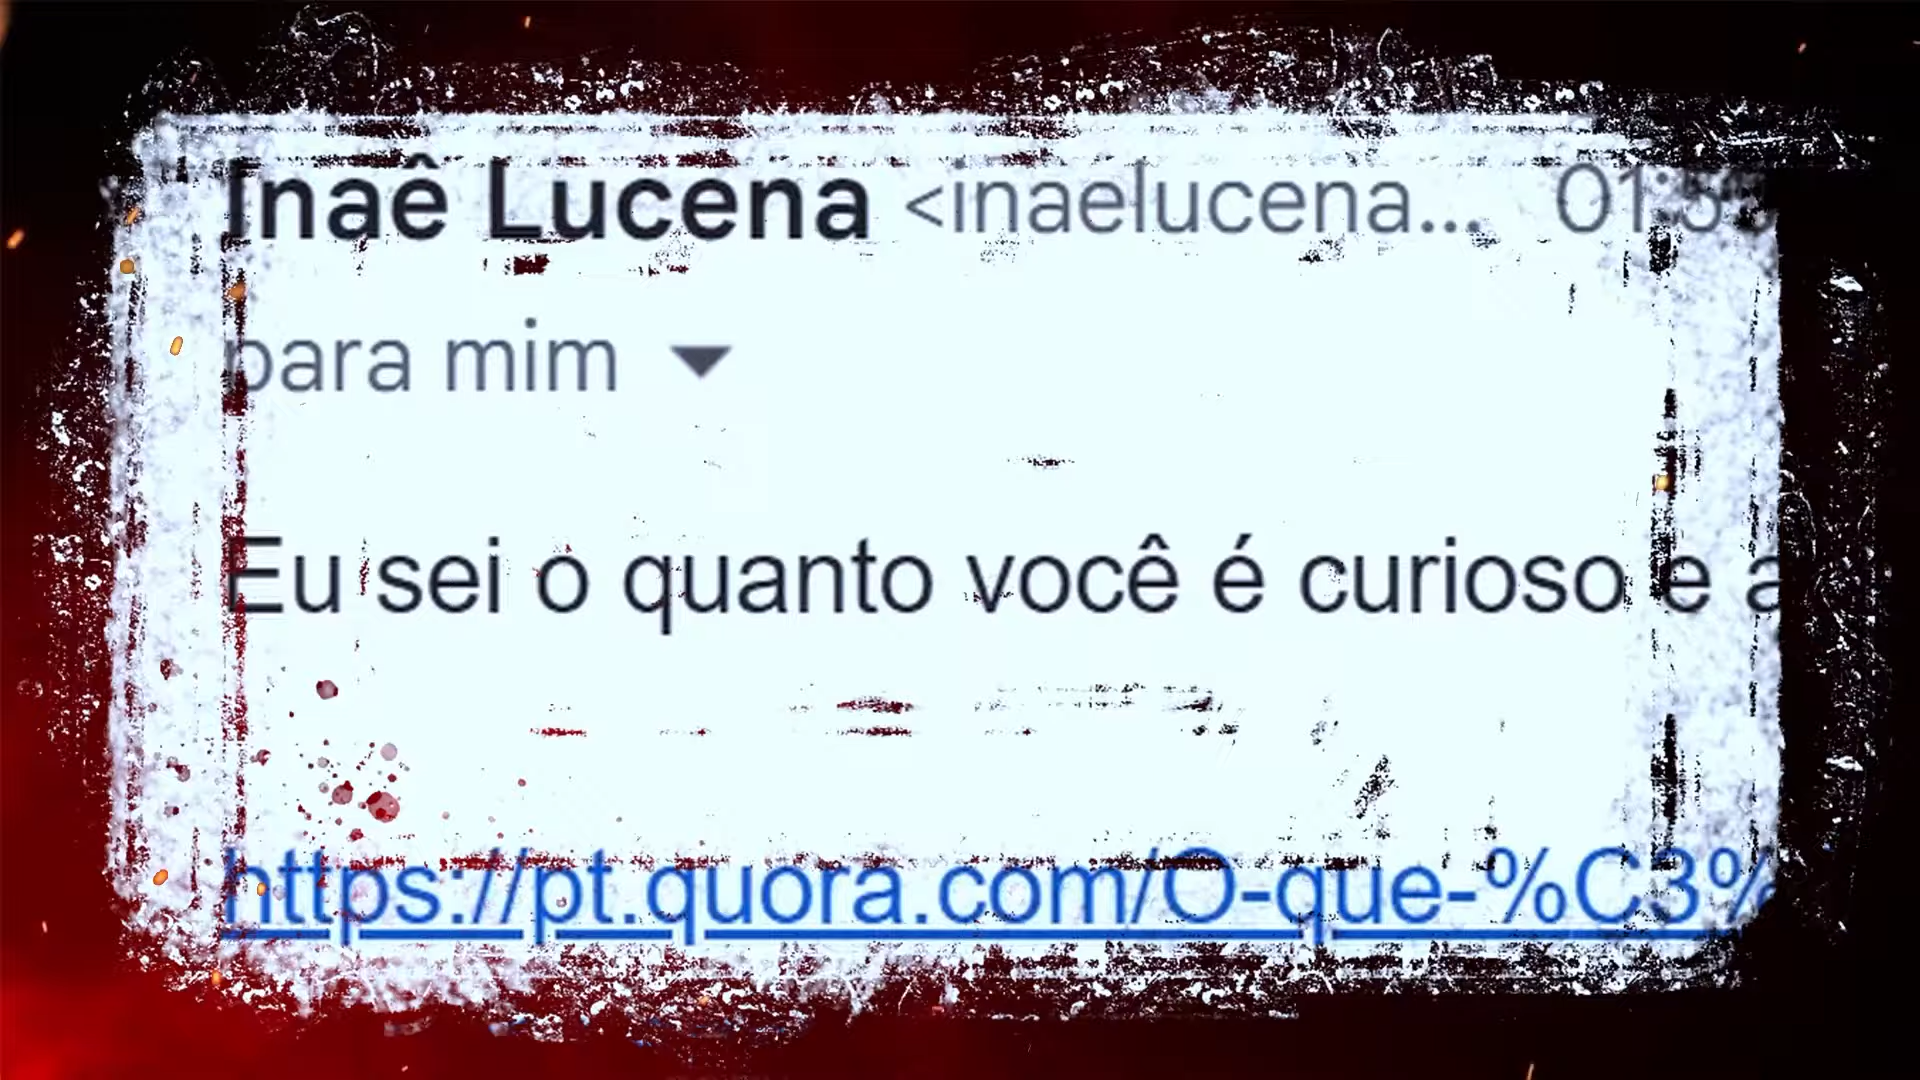 Inaê Lucena <inaelucena...
para mim
Eu sei o quanto você é curioso e
https://pt.quora.com/O-que-%C3%